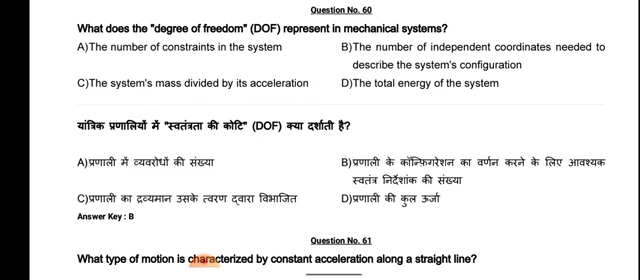 Question No. 60
What does the "degree of freedom" (DOF) represent in mechanical systems?
A)The number of constraints in the system
B)The number of independent coordinates needed to
describe the system's configuration
C)The system's mass divided by its acceleration
D)The total energy of the system
यांत्रिक प्रणालियों में "स्वतंत्रता की कोटि" (DOF) क्या दर्शाती है?
A)प्रणाली में व्यवरोधों की संख्या
B)प्रणाली के कॉन्फ़िगरेशन का वर्णन करने के लिए आवश्यक
स्वतंत्र निर्देशांक की संख्या
C)प्रणाली का द्रव्यमान उसके त्वरण द्वारा विभाजित
D)प्रणाली की कुल ऊर्जा
Answer Key : B
Question No. 61
What type of motion is characterized by constant acceleration along a straight line?